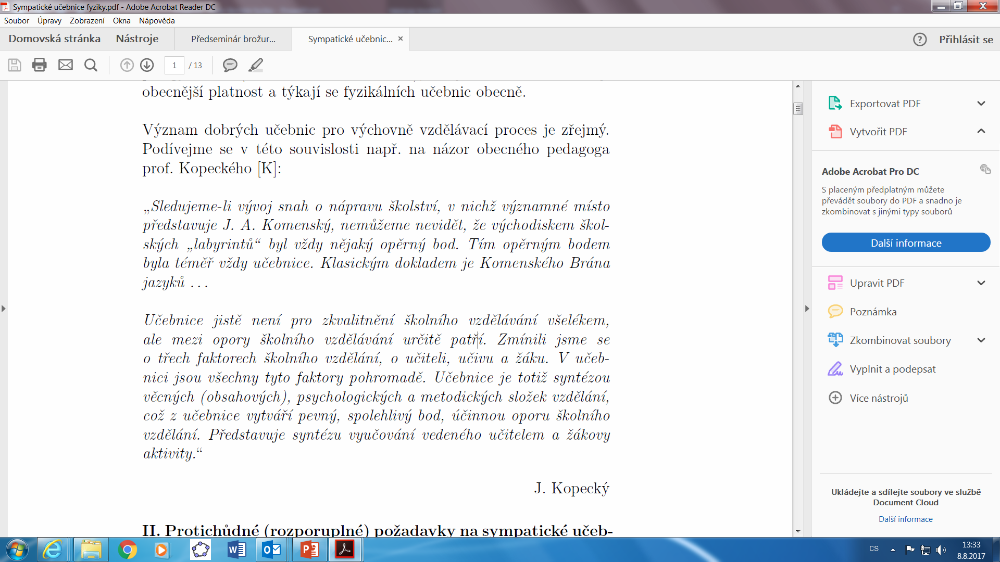 Sympatické učebnice fyziky.pdf - Adobe Acrobat Reader DC
Soubor Úpravy Zobrazení Okna Nápověda
Domovská stránka Nástroje Předseminár brožur... Sympatické učebnic... × ? Přihlásit se
1 / 13
obecnější platnost a týkají se fyzikálních učebnic obecně.
Význam dobrých učebnic pro výchovně vzdělávací proces je zřejmý.
Podívejme se v této souvislosti např. na názor obecného pedagoga
prof. Kopeckého [K]:
„Sledujeme-li vývoj snah o nápravu školství, v nichž významné místo
představuje J. A. Komenský, nemůžeme nevidět, že východiskem škol-
ských „labyrintů“ byl vždy nějaký opěrný bod. Tím opěrným bodem
byla téměř vždy učebnice. Klasickým dokladem je Komenského Brána
jazyků ...
Učebnice jistě není pro zkvalitnění školního vzdělávání všelékem,
ale mezi opory školního vzdělávání určitě patří. Zmínili jsme se
o třech faktorech školního vzdělání, o učiteli, učivu a žáku. V učeb-
nici jsou všechny tyto faktory pohromadě. Učebnice je totiž syntézou
věcných (obsahových), psychologických a metodických složek vzdělání,
což z učebnice vytváří pevný, spolehlivý bod, účinnou oporu školního
vzdělání. Představuje syntézu vyučování vedeného učitelem a žákovy
aktivity.“
J. Kopecký
II. Protichůdné (rozporuplné) požadavky na sympatické učeb-
Exportovat PDF
Vytvořit PDF
Adobe Acrobat Pro DC
S placeným předplatným můžete
převádět soubory do PDF a snadno je
zkombinovat s jinými typy souborů
Další informace
Upravit PDF
Poznámka
Zkombinovat soubory
Vyplnit a podepsat
Více nástrojů
Ukládejte a sdílejte soubory ve službě
Document Cloud
Další informace
CS
13:33
8.8.2017